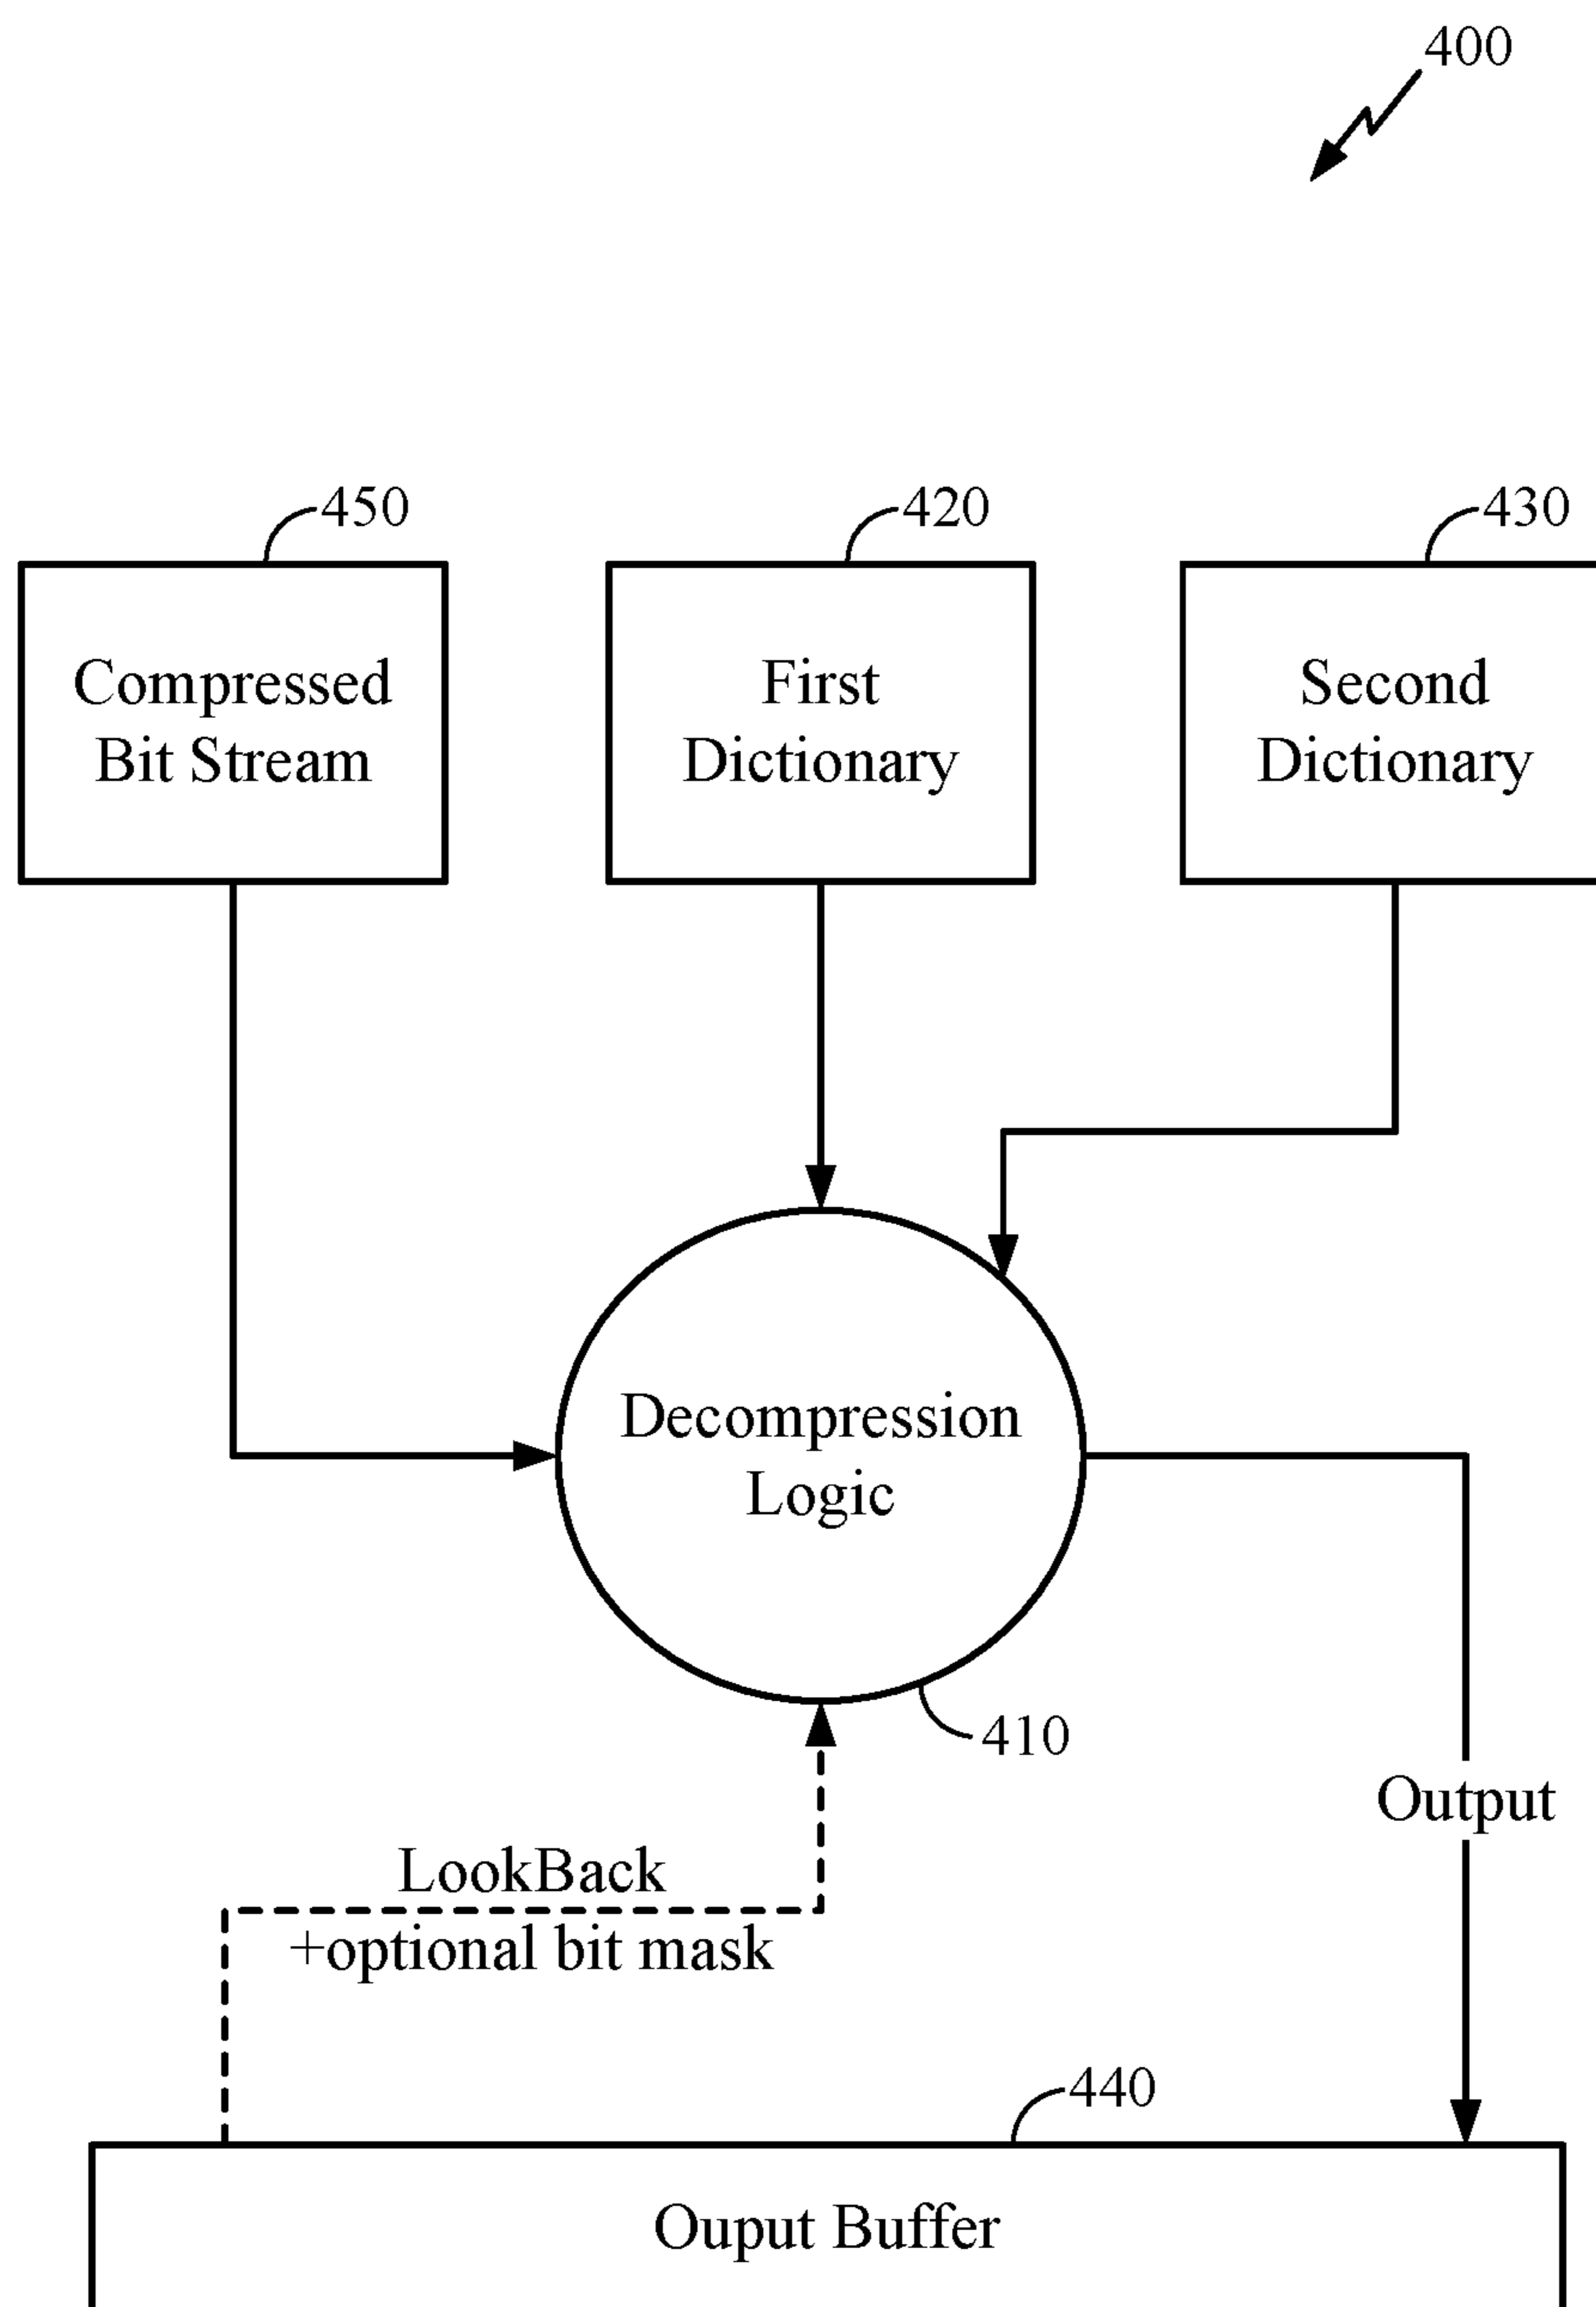 400
450
420
430
Compressed
Bit Stream
First
Dictionary
Second
Dictionary
Decompression
Logic
410
Output
LookBack
+optional bit mask
440
Ouput Buffer